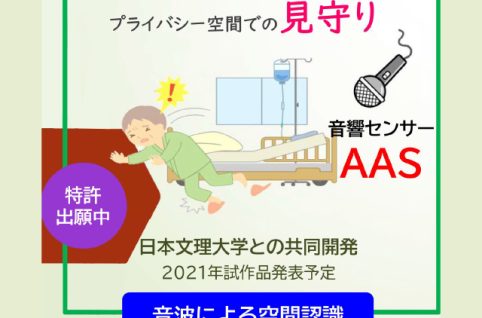 プライバシー空間での見守り
音響センサー
AAS
特許
出願中
日本文理大学との共同開発
2021年試作品発表予定
音波による空間認識